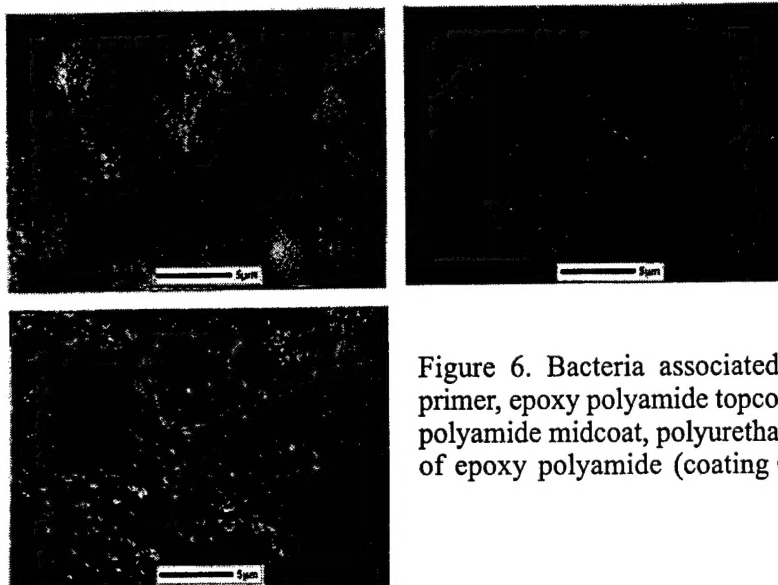 5µm
5µm
5µm
Figure 6. Bacteria associated
primer, epoxy polyamide topco
polyamide midcoat, polyuretha
of epoxy polyamide (coating